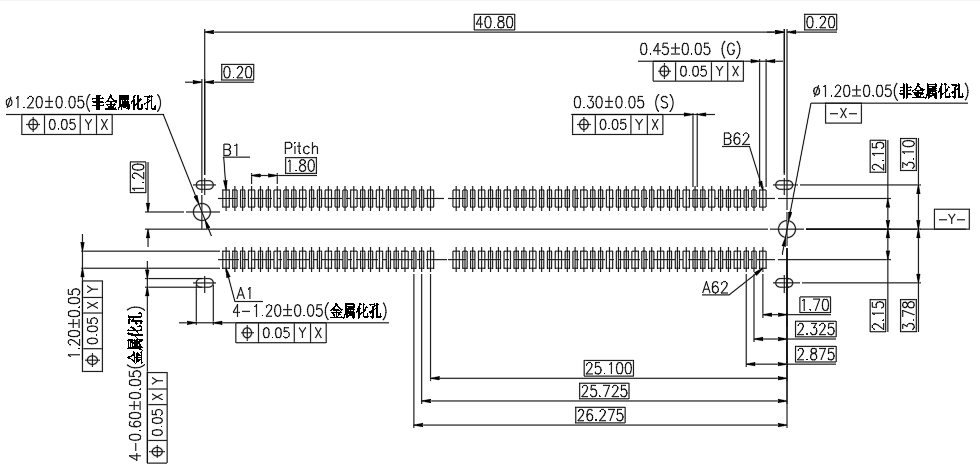 40.80
0.20
0.45±0.05 (G)
⌖ 0.05 Y X
0.20
ø1.20±0.05(非金属化孔)
⌖ 0.05 Y X
0.30±0.05 (S)
⌖ 0.05 Y X
ø1.20±0.05(非金属化孔)
-X-
B1
Pitch
1.80
B62
1.20
2.15
3.10
-Y-
A1
A62
4-1.20±0.05(金属化孔)
⌖ 0.05 Y X
1.20±0.05
⌖ 0.05 X Y
4-0.60±0.05(金属化孔)
⌖ 0.05 X Y
2.15
3.78
1.70
2.325
2.875
25.100
25.725
26.275